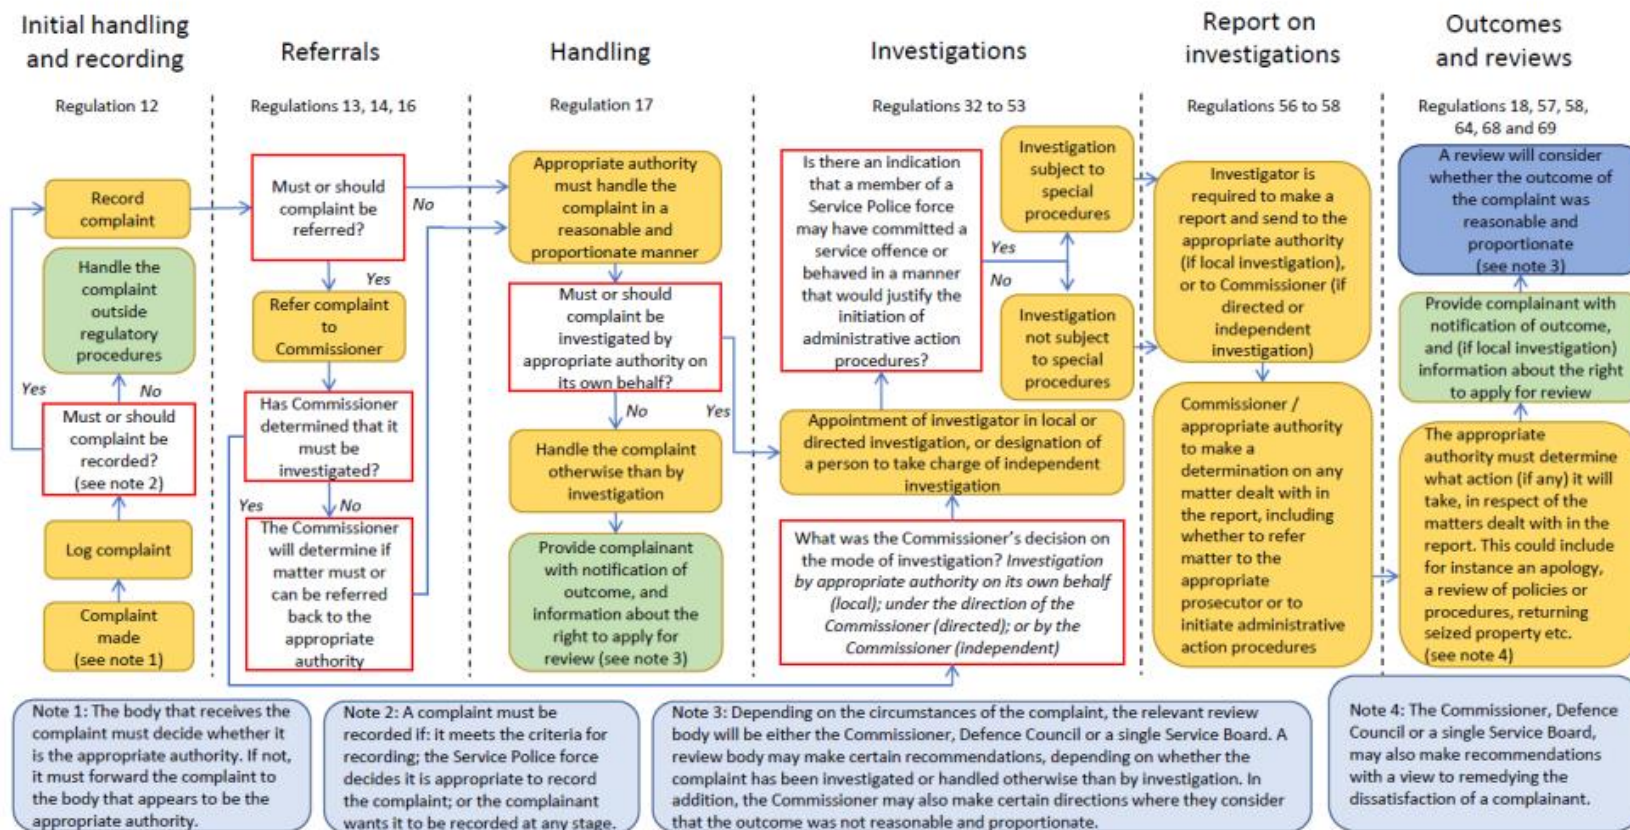 Initial handling
and recording
Regulation 12
Record
complaint
Handle the
complaint
outside
regulatory
procedures
Yes
No
Must or should
complaint be
recorded?
(see note 2)
Log complaint
Complaint
made
(see note 1)
Referrals
Regulations 13, 14, 16
Must or should
complaint be
referred?
No
Yes
Refer complaint
to
Commissioner
Has Commissioner
determined that it
must be
investigated?
Yes
No
The Commissioner
will determine if
matter must or
can be referred
back to the
appropriate
authority
Handling
Regulation 17
Appropriate authority
must handle the
complaint in a
reasonable and
proportionate manner
Must or should
complaint be
investigated by
appropriate authority on
its own behalf?
No
Yes
Handle the complaint
otherwise than by
investigation
Provide complainant
with notification of
outcome, and
information about the
right to apply for
review (see note 3)
Investigations
Regulations 32 to 53
Is there an indication
that a member of a
Service Police force
may have committed a
service offence or
behaved in a manner
that would justify the
initiation of
administrative action
procedures?
Yes
No
Investigation
subject to
special
procedures
Investigation
not subject
to special
procedures
Appointment of investigator in local or
directed investigation, or designation of
a person to take charge of independent
investigation
What was the Commissioner's decision on
the mode of investigation? Investigation
by appropriate authority on its own behalf
(local); under the direction of the
Commissioner (directed); or by the
Commissioner (independent)
Report on
investigations
Regulations 56 to 58
Investigator is
required to make a
report and send to the
appropriate authority
(if local investigation),
or to Commissioner (if
directed or
independent
investigation)
Commissioner /
appropriate authority
to make a
determination on any
matter dealt with in
the report, including
whether to refer
matter to the
appropriate
prosecutor or to
initiate administrative
action procedures
Outcomes
and reviews
Regulations 18, 57, 58,
64, 68 and 69
A review will consider
whether the outcome of
the complaint was
reasonable and
proportionate
(see note 3)
Provide complainant with
notification of outcome,
and (if local investigation)
information about the right
to apply for review
The appropriate
authority must determine
what action (if any) it will
take, in respect of the
matters dealt with in the
report. This could include
for instance an apology,
a review of policies or
procedures, returning
seized property etc.
(see note 4)
Note 1: The body that receives the
complaint must decide whether it
is the appropriate authority. If not,
it must forward the complaint to
the body that appears to be the
appropriate authority.
Note 2: A complaint must be
recorded if: it meets the criteria for
recording; the Service Police force
decides it is appropriate to record
the complaint; or the complainant
wants it to be recorded at any stage.
Note 3: Depending on the circumstances of the complaint, the relevant review
body will be either the Commissioner, Defence Council or a single Service Board. A
review body may make certain recommendations, depending on whether the
complaint has been investigated or handled otherwise than by investigation. In
addition, the Commissioner may also make certain directions where they consider
that the outcome was not reasonable and proportionate.
Note 4: The Commissioner, Defence
Council or a single Service Board,
may also make recommendations
with a view to remedying the
dissatisfaction of a complainant.